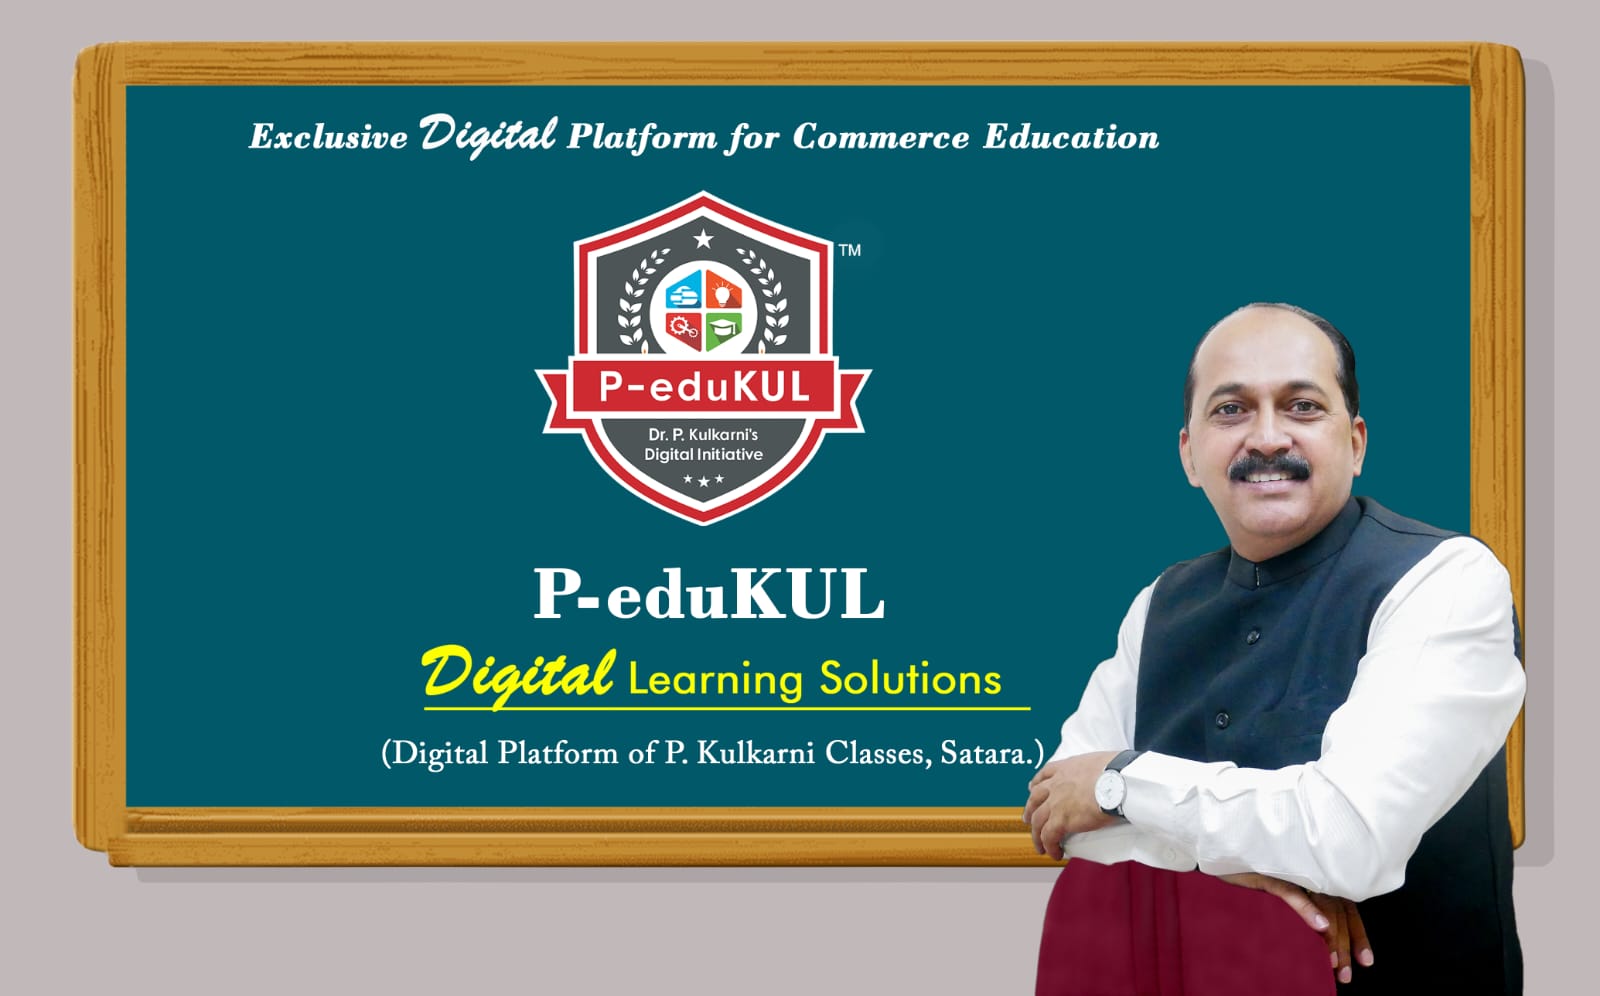 Exclusive Digital Platform for Commerce Education
TM
P-eduKUL
Dr. P. Kulkarni's
Digital Initiative
P-eduKUL
Digital Learning Solutions
(Digital Platform of P. Kulkarni Classes, Satara.)